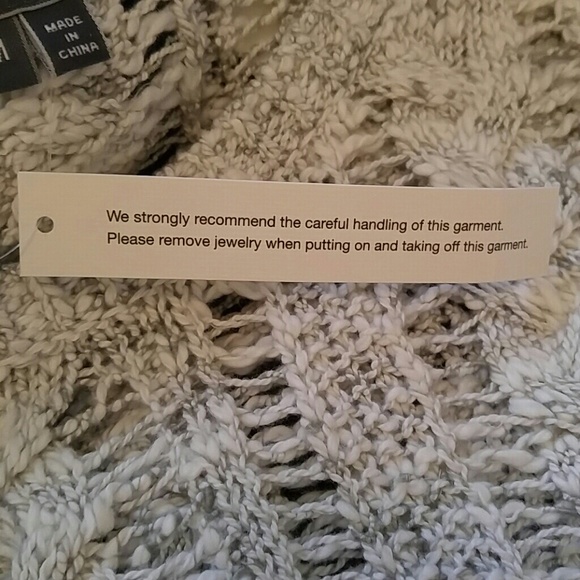 MADE
IN
CHINA
We strongly recommend the careful handling of this garment.
Please remove jewelry when putting on and taking off this garment.